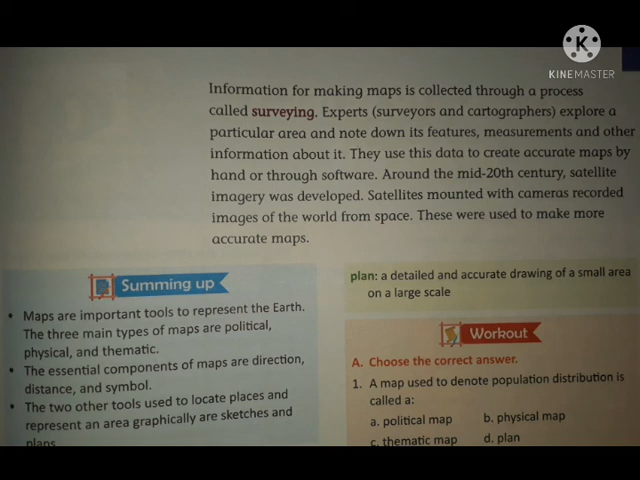 KINEMASTER
Information for making maps is collected through a process
called surveying. Experts (surveyors and cartographers) explore a
particular area and note down its features, measurements and other
information about it. They use this data to create accurate maps by
hand or through software. Around the mid-20th century, satellite
imagery was developed. Satellites mounted with cameras recorded
images of the world from space. These were used to make more
accurate maps.
Summing up
• Maps are important tools to represent the Earth.
The three main types of maps are political,
physical, and thematic.
• The essential components of maps are direction,
distance, and symbol.
• The two other tools used to locate places and
represent an area graphically are sketches and
plans
plan: a detailed and accurate drawing of a small area
on a large scale
Workout
A. Choose the correct answer.
1. A map used to denote population distribution is
called a:
a. political map b. physical map
c. thematic map d. plan